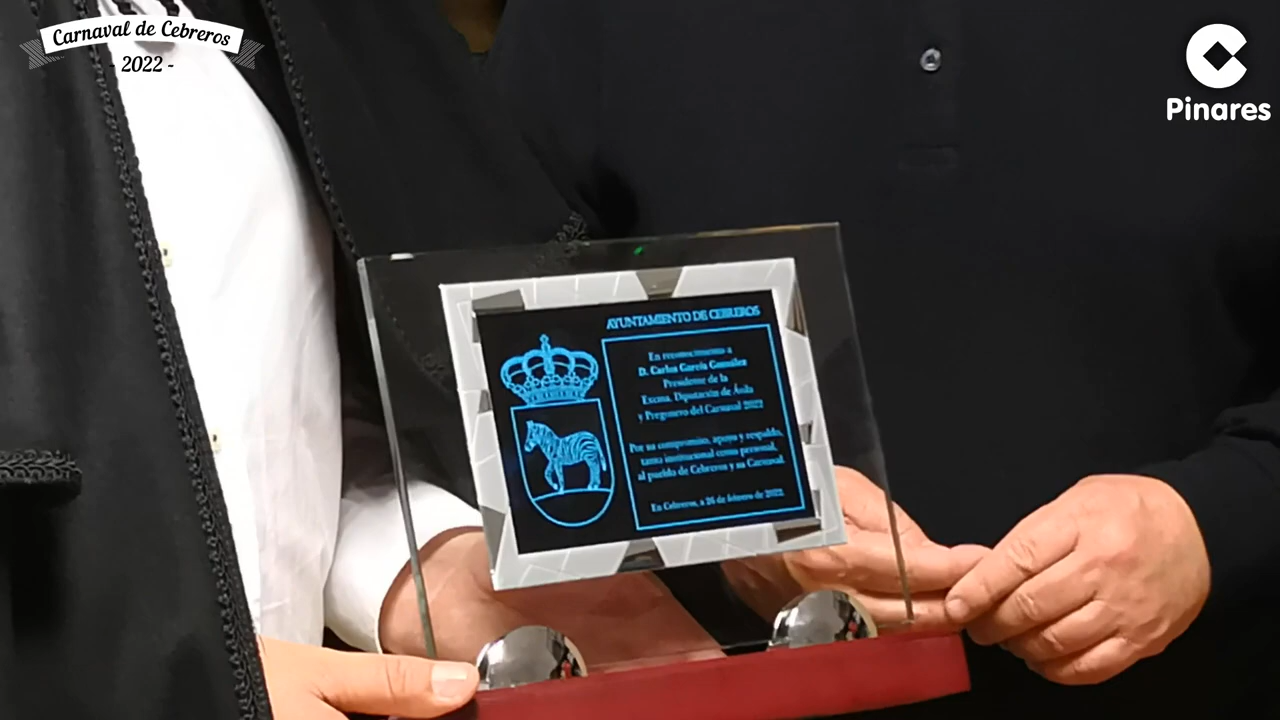 Carnaval de Cebreros
- 2022 -
Pinares
AYUNTAMIENTO DE CEBREROS
En reconocimiento a
D. Carlos García González
Presidente de la
Excma. Diputación de Ávila
y Pregonero del Carnaval 2022
Por su compromiso, apoyo y respaldo,
tanto institucional como personal,
al pueblo de Cebreros y su Carnaval.
En Cebreros, a 26 de febrero de 2022